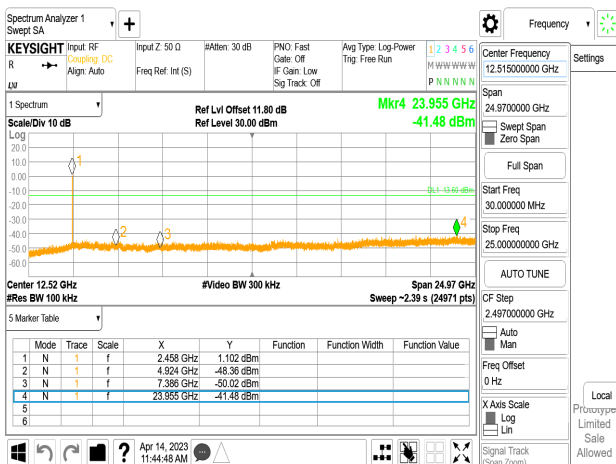 Spectrum Analyzer 1
Swept SA
+
Frequency
KEYSIGHT
R
LXI
Input: RF
Coupling: DC
Align: Auto
Input Z: 50 Ω
Freq Ref: Int (S)
#Atten: 30 dB
PNO: Fast
Gate: Off
IF Gain: Low
Sig Track: Off
Avg Type: Log-Power
Trig: Free Run
1 2 3 4 5 6
M W W W W W
P N N N N N
1 Spectrum
Scale/Div 10 dB
Ref Lvl Offset 11.80 dB
Ref Level 30.00 dBm
Mkr4 23.955 GHz
-41.48 dBm
Log
20.0
10.0
0.00
-10.0
-20.0
-30.0
-40.0
-50.0
-60.0
1
2
3
4
DL1 -13.60 dBm
Center 12.52 GHz
#Res BW 100 kHz
#Video BW 300 kHz
Span 24.97 GHz
Sweep ~2.39 s (24971 pts)
5 Marker Table
Mode Trace Scale X Y Function Function Width Function Value
1 N 1 f 2.458 GHz 1.102 dBm
2 N 1 f 4.924 GHz -48.36 dBm
3 N 1 f 7.386 GHz -50.02 dBm
4 N 1 f 23.955 GHz -41.48 dBm
5
6
?
Apr 14, 2023
11:44:48 AM
Center Frequency
12.515000000 GHz
Settings
Span
24.9700000 GHz
Swept Span
Zero Span
Full Span
Start Freq
30.000000 MHz
Stop Freq
25.000000000 GHz
AUTO TUNE
CF Step
2.497000000 GHz
Auto
Man
Freq Offset
0 Hz
X Axis Scale
Log
Lin
Signal Track
(Span Zoom)
Local
Prototype
Limited
Sale
Allowed